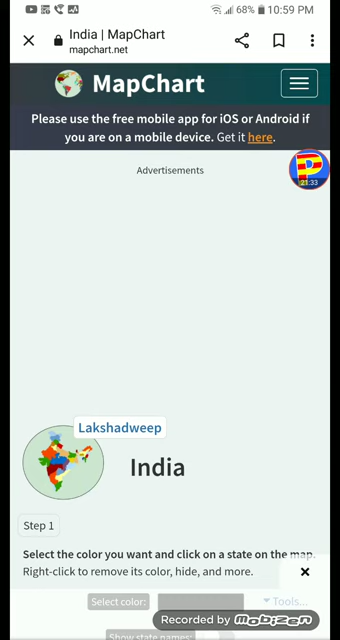 68% 10:59 PM
India | MapChart
mapchart.net
MapChart
Please use the free mobile app for iOS or Android if
you are on a mobile device. Get it here.
Advertisements
P
21:33
Lakshadweep
India
Step 1
Select the color you want and click on a state on the map.
Right-click to remove its color, hide, and more.
Select color:
Tools...
Recorded by mobizen
Show state names: